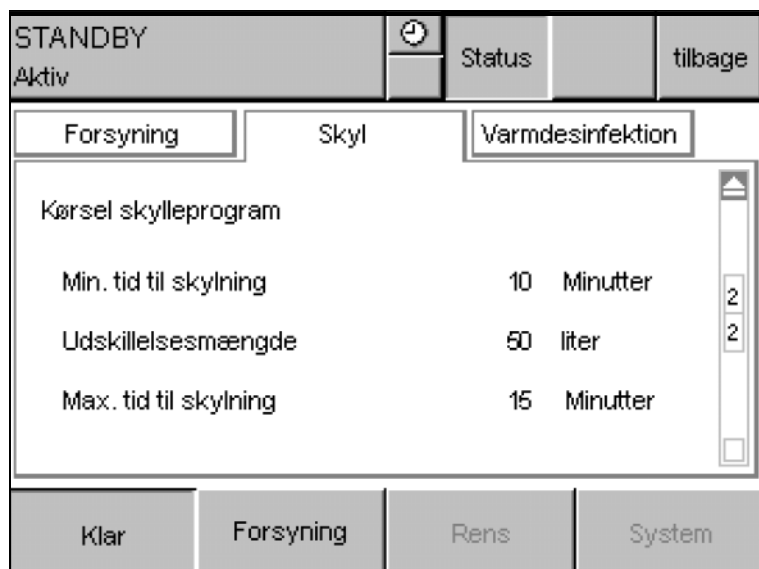 STANDBY
Aktiv
Status
tilbage
Forsyning
Skyl
Varmdesinfektion
Kørsel skylleprogram
Min. tid til skylning 10 Minutter
Udskillelsesmængde 50 liter
Max. tid til skylning 15 Minutter
2
2
Klar
Forsyning
Rens
System